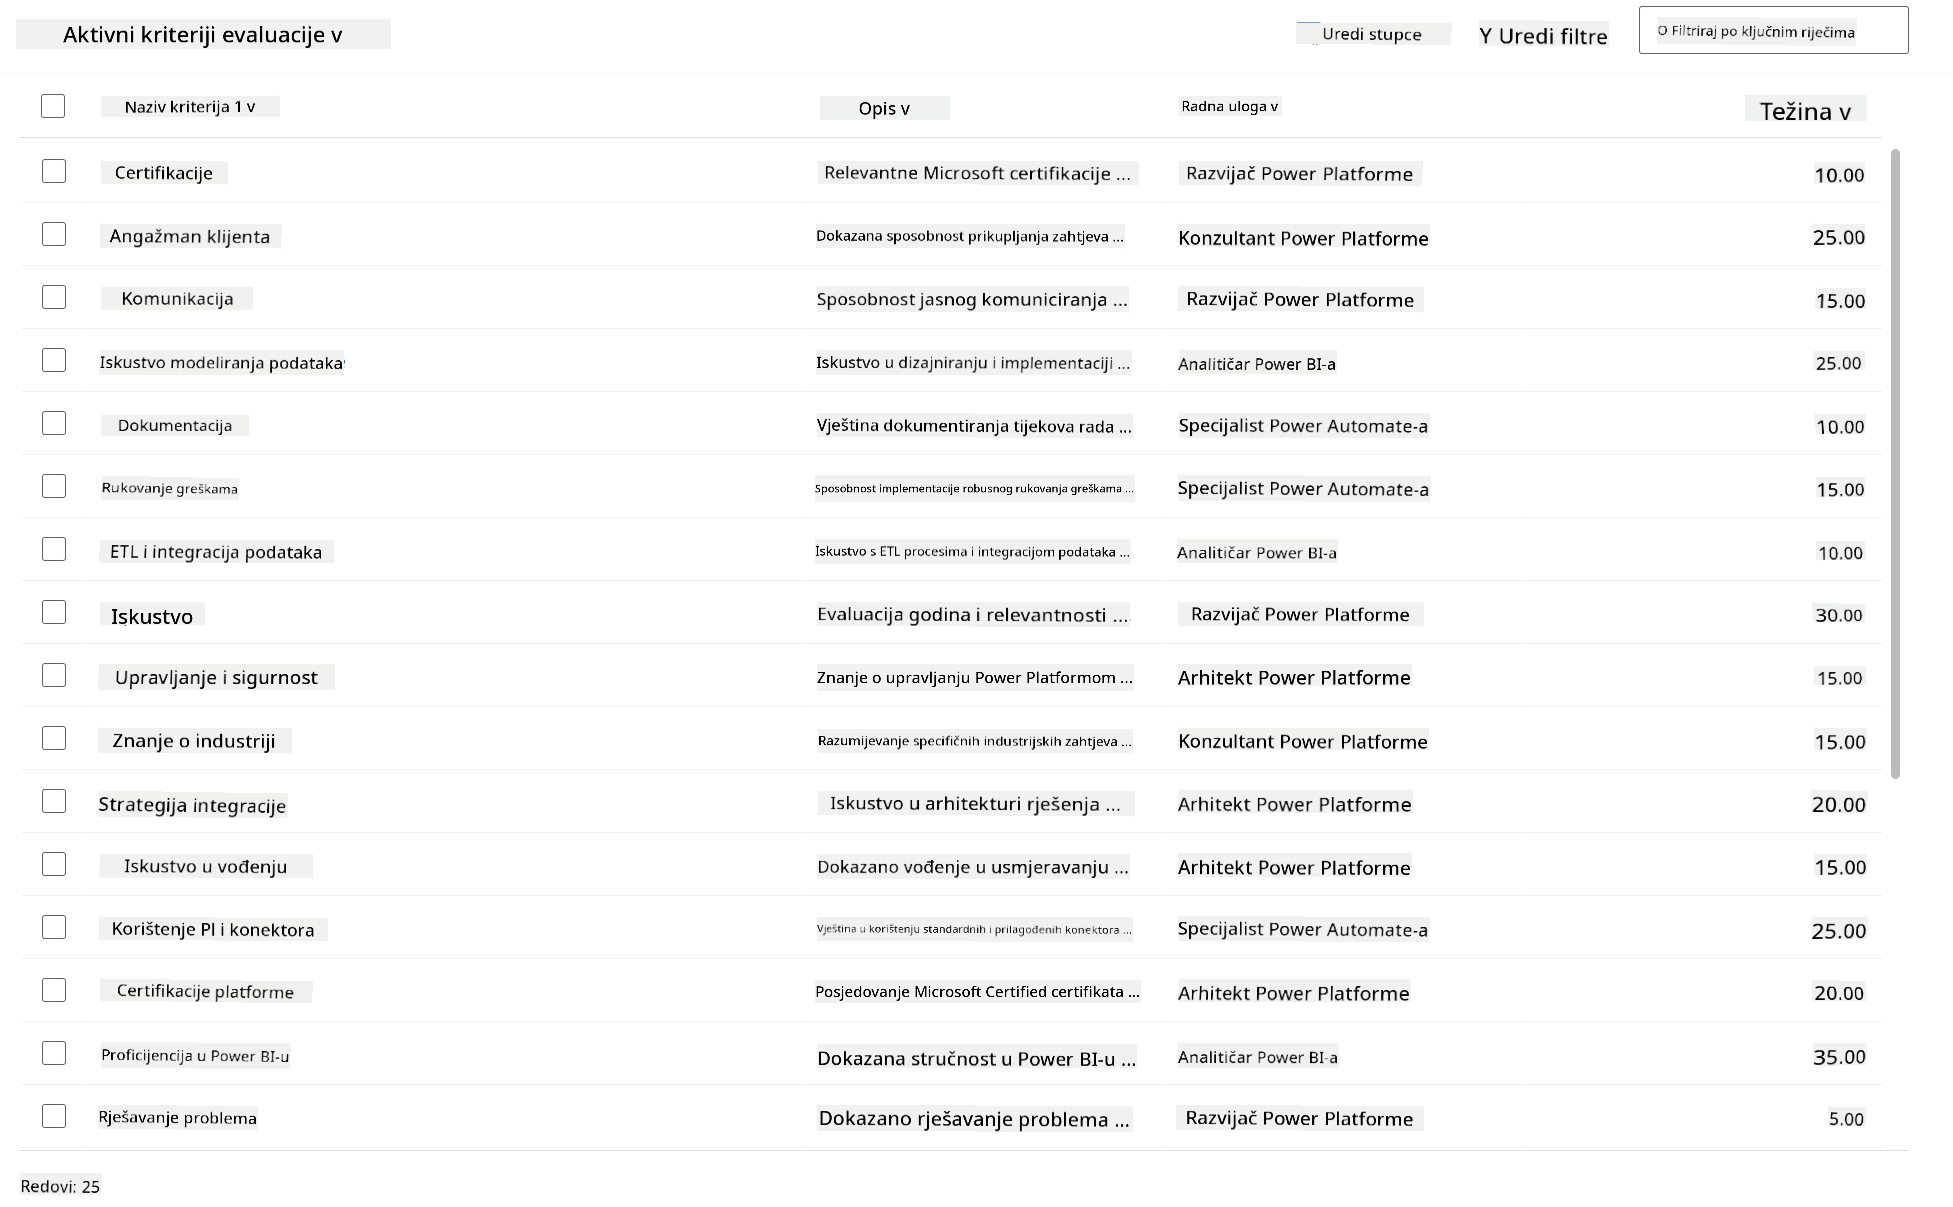 Aktivni kriteriji evaluacije v
Uredi stupce
Y Uredi filtre
O Filtriraj po ključnim riječima
Naziv kriterija 1 v Opis v Radna uloga v Težina v
Certifikacije Relevantne Microsoft certifikacije ... Razvijač Power Platforme 10.00
Angažman klijenta Dokazana sposobnost prikupljanja zahtjeva ... Konzultant Power Platforme 25.00
Komunikacija Sposobnost jasnog komuniciranja ... Razvijač Power Platforme 15.00
Iskustvo modeliranja podataka Iskustvo u dizajniranju i implementaciji ... Analitičar Power BI-a 25.00
Dokumentacija Vještina dokumentiranja tijekova rada ... Specijalist Power Automate-a 10.00
Rukovanje greškama Sposobnost implementacije robusnog rukovanja greškama ... Specijalist Power Automate-a 15.00
ETL i integracija podataka Iskustvo s ETL procesima i integracijom podataka ... Analitičar Power BI-a 10.00
Iskustvo Evaluacija godina i relevantnosti ... Razvijač Power Platforme 30.00
Upravljanje i sigurnost Znanje o upravljanju Power Platformom ... Arhitekt Power Platforme 15.00
Znanje o industriji Razumijevanje specifičnih industrijskih zahtjeva ... Konzultant Power Platforme 15.00
Strategija integracije Iskustvo u arhitekturi rješenja ... Arhitekt Power Platforme 20.00
Iskustvo u vođenju Dokazano vođenje u usmjeravanju ... Arhitekt Power Platforme 15.00
Korištenje Pl i konektora Vještina u korištenju standardnih i prilagođenih konektora ... Specijalist Power Automate-a 25.00
Certifikacije platforme Posjedovanje Microsoft Certified certifikata ... Arhitekt Power Platforme 20.00
Proficijencija u Power BI-u Dokazana stručnost u Power BI-u ... Analitičar Power BI-a 35.00
Rješavanje problema Dokazano rješavanje problema ... Razvijač Power Platforme 5.00
Redovi: 25